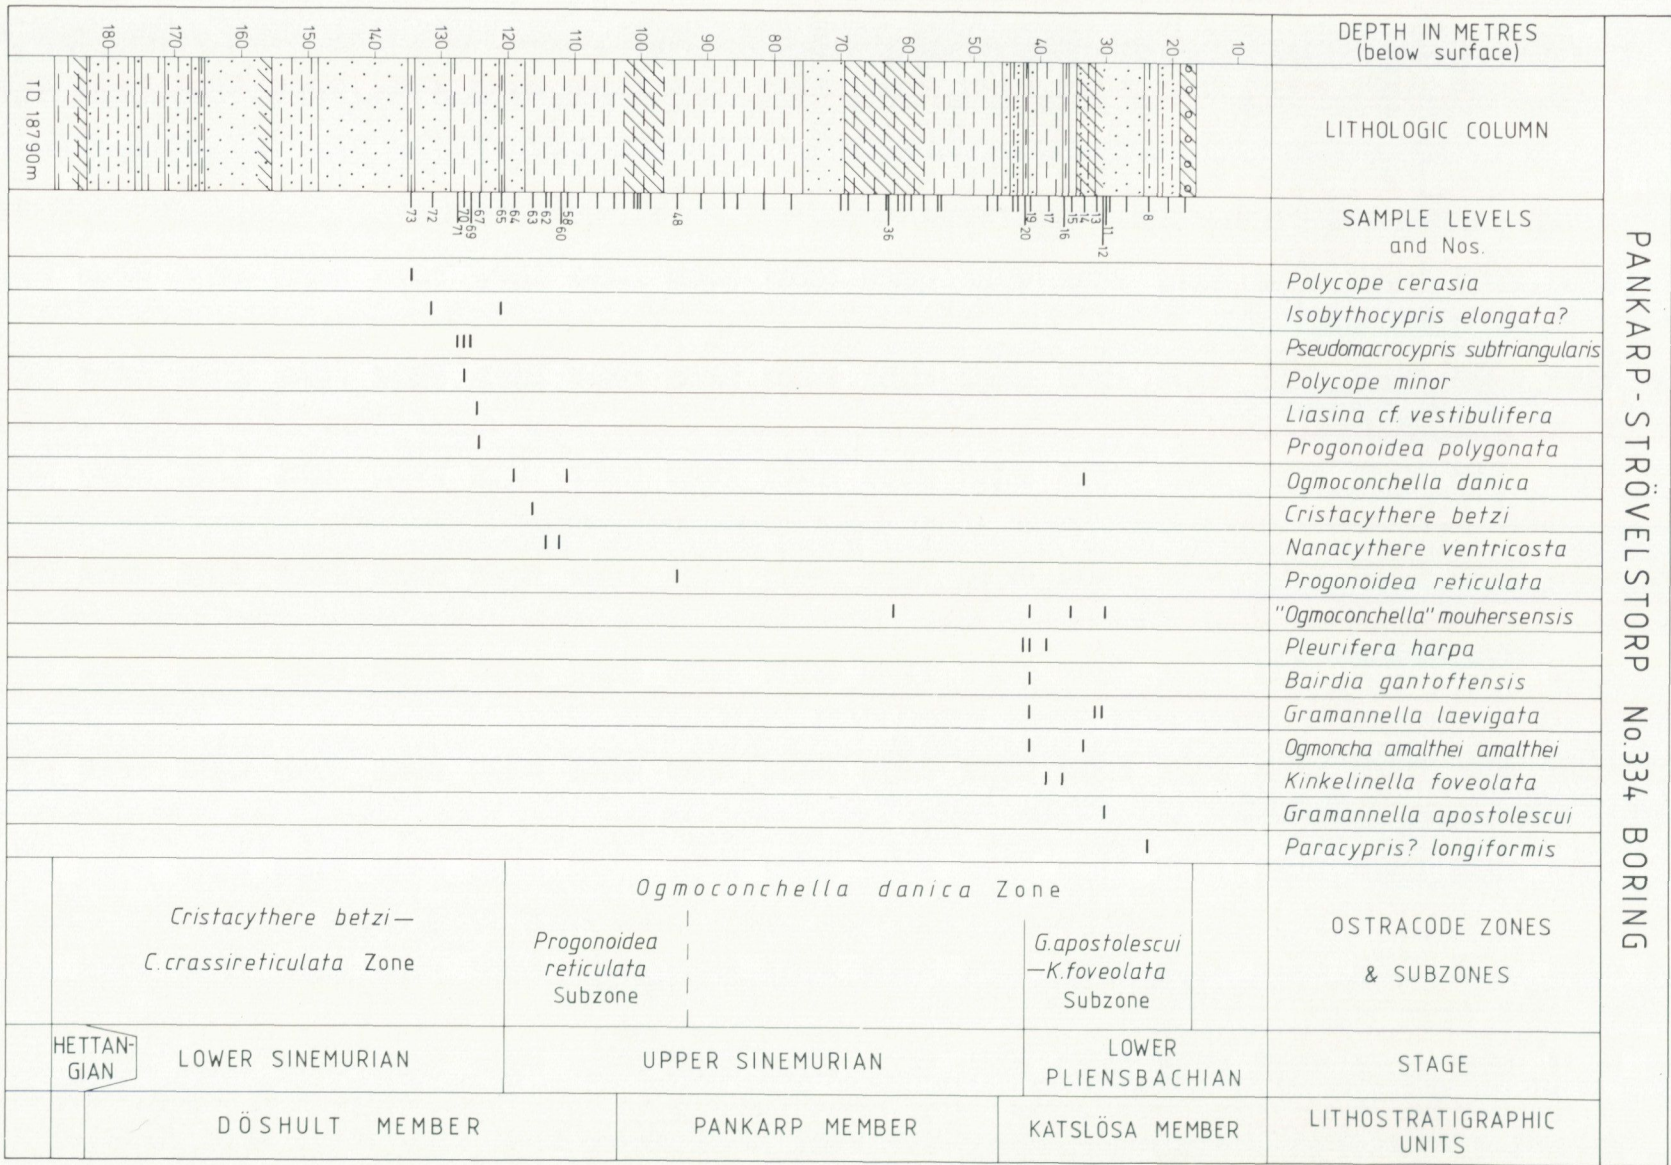 PANKARP - STRÖVELSTORP No.334 BORING
DEPTH IN METRES
(below surface)
180
170
160
150
140
130
120
110
100
90
80
70
60
50
40
30
20
10
LITHOLOGIC COLUMN
TD 187 90m
SAMPLE LEVELS
and Nos.
73
72
71
70
69
67
65
64
63
62
60
58
48
36
20
19
17
16
15
14
13
12
11
8
Polycope cerasia
Isobythocypris elongata?
Pseudomacrocypris subtriangularis
Polycope minor
Liasina cf. vestibulifera
Progonoidea polygonata
Ogmoconchella danica
Cristacythere betzi
Nanacythere ventricosta
Progonoidea reticulata
"Ogmoconchella" mouhersensis
Pleurifera harpa
Bairdia gantoftensis
Gramannella laevigata
Ogmoncha amalthei amalthei
Kinkelinella foveolata
Gramannella apostolescui
Paracypris? longiformis
OSTRACODE ZONES
& SUBZONES
Cristacythere betzi—
C.crassireticulata Zone
Ogmoconchella danica Zone
Progonoidea
reticulata
Subzone
G.apostolescui
—K.foveolata
Subzone
STAGE
HETTAN-
GIAN
LOWER SINEMURIAN
UPPER SINEMURIAN
LOWER
PLIENSBACHIAN
LITHOSTRATIGRAPHIC
UNITS
DÖSHULT MEMBER
PANKARP MEMBER
KATSLÖSA MEMBER